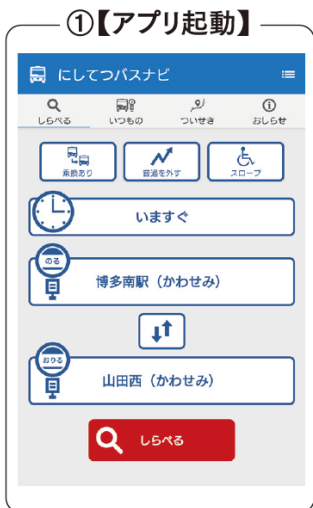 ①【アプリ起動】
にしてつバスナビ
しらべる いつもの ついせき おしらせ
乗換あり 普通を外す スロープ
いますぐ
のる
博多南駅（かわせみ）
おりる
山田西（かわせみ）
しらべる